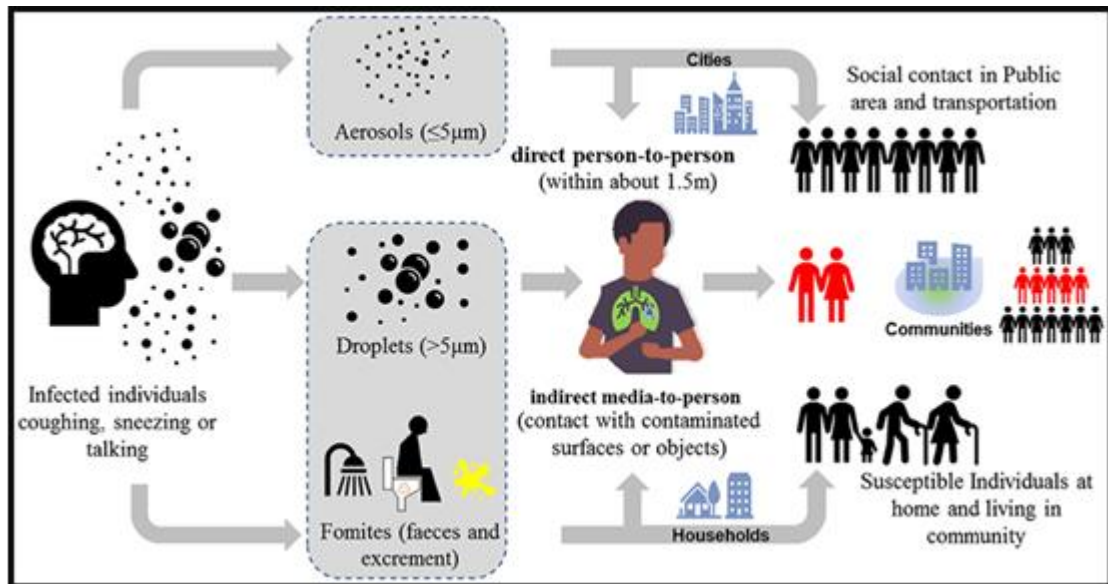 Aerosols (≤5μm)
Cities
direct person-to-person
(within about 1.5m)
Social contact in Public
area and transportation
Infected individuals
coughing, sneezing or
talking
Droplets (>5μm)
Fomites (faeces and
excrement)
indirect media-to-person
(contact with contaminated
surfaces or objects)
Households
Communities
Susceptible Individuals at
home and living in
community